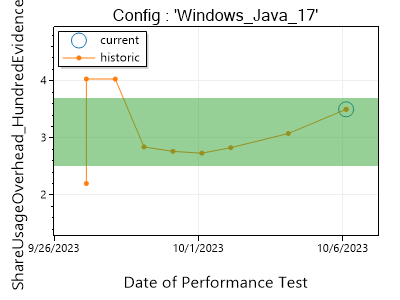 Config : 'Windows_Java_17'
current
historic
ShareUsageOverhead_HundredEvidence
4
3
2
9/26/2023
10/1/2023
10/6/2023
Date of Performance Test